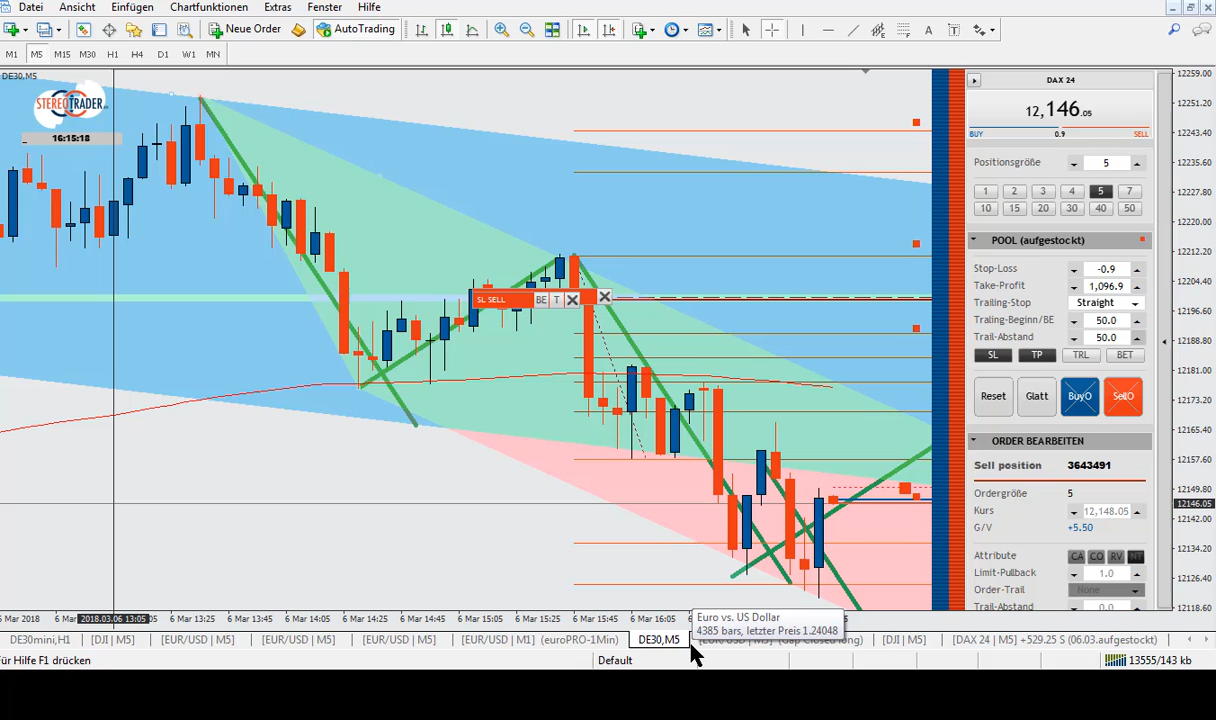 Datei Ansicht Einfügen Chartfunktionen Extras Fenster Hilfe
Neue Order AutoTrading
M1 M5 M15 M30 H1 H4 D1 W1 MN
DE30,M5
STEREOTRADER
16:15:18
SL SELL BE T
DAX 24
12,146.05
BUY 0.9 SELL
Positionsgröße 5
1 2 3 4 5 7
10 15 20 30 40 50
POOL (aufgestockt)
Stop-Loss -0.9
Take-Profit 1,096.9
Trailing-Stop Straight
Traling-Beginn/BE 50.0
Trail-Abstand 50.0
SL TP TRL BET
Reset Glatt BuyO SellO
ORDER BEARBEITEN
Sell position 3643491
Ordergröße 5
Kurs 12,148.05
G/V +5.50
Attribute CA CO RV
Limit-Pullback 1.0
Order-Trail None
Trail-Abstand 0.0
12259.00
12251.20
12243.40
12235.60
12227.80
12220.00
12212.20
12204.40
12196.60
12188.80
12181.00
12173.20
12165.40
12157.60
12149.80
12146.05
12142.00
12134.20
12126.40
12118.60
5 Mar 2018 6 Mar 2018.03.06 13:05 6 Mar 13:25 6 Mar 13:45 6 Mar 14:05 6 Mar 14:25 6 Mar 14:45 6 Mar 15:05 6 Mar 15:25 6 Mar 15:45 6 Mar 16:05
Euro vs. US Dollar
4385 bars, letzter Preis 1.24048
DE30mini,H1 [DJI | M5] [EUR/USD | M5] [EUR/USD | M5] [EUR/USD | M5] [EUR/USD | M1] (euroPRO-1Min) DE30,M5 [EUR/USD | M5] (Gap Closed long) [DJI | M5] [DAX 24 | M5] +529.25 S (06.03.aufgestockt)
Für Hilfe F1 drücken Default 13555/143 kb